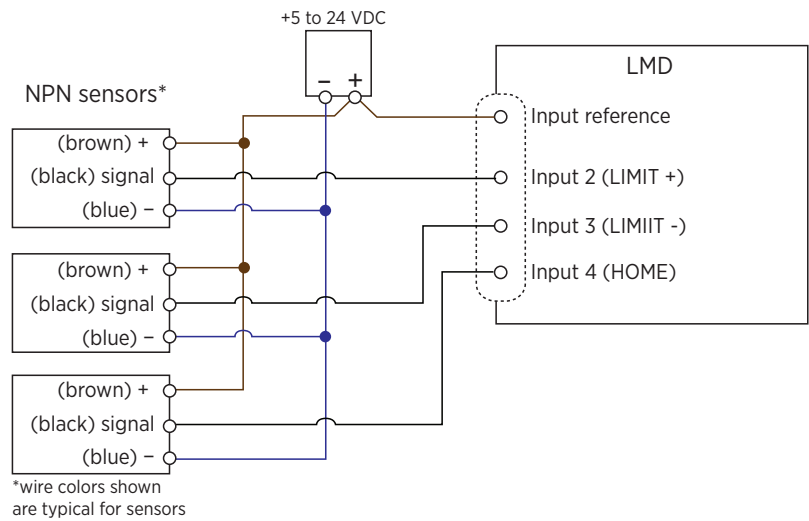 +5 to 24 VDC
− +
LMD
NPN sensors*
Input reference
(brown) +
(black) signal
(blue) −
Input 2 (LIMIT +)
Input 3 (LIMIIT -)
Input 4 (HOME)
(brown) +
(black) signal
(blue) −
(brown) +
(black) signal
(blue) −
*wire colors shown
are typical for sensors